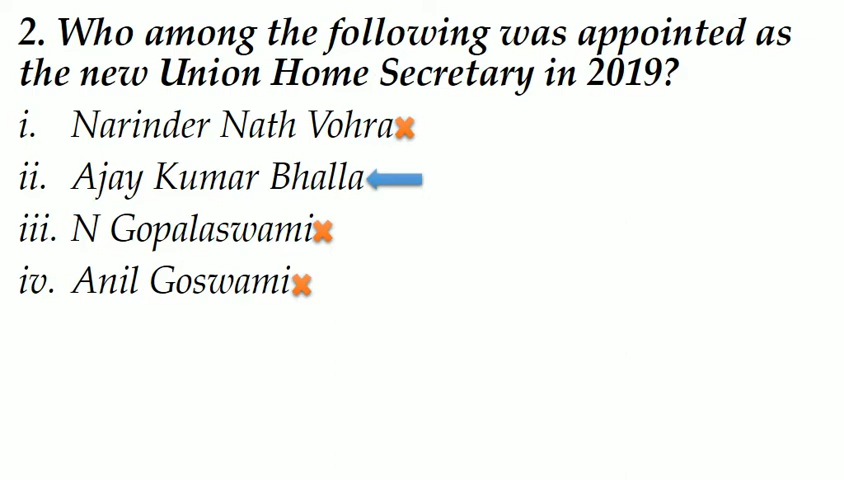 2. Who among the following was appointed as
the new Union Home Secretary in 2019?
i. Narinder Nath Vohra
ii. Ajay Kumar Bhalla
iii. N Gopalaswami
iv. Anil Goswami